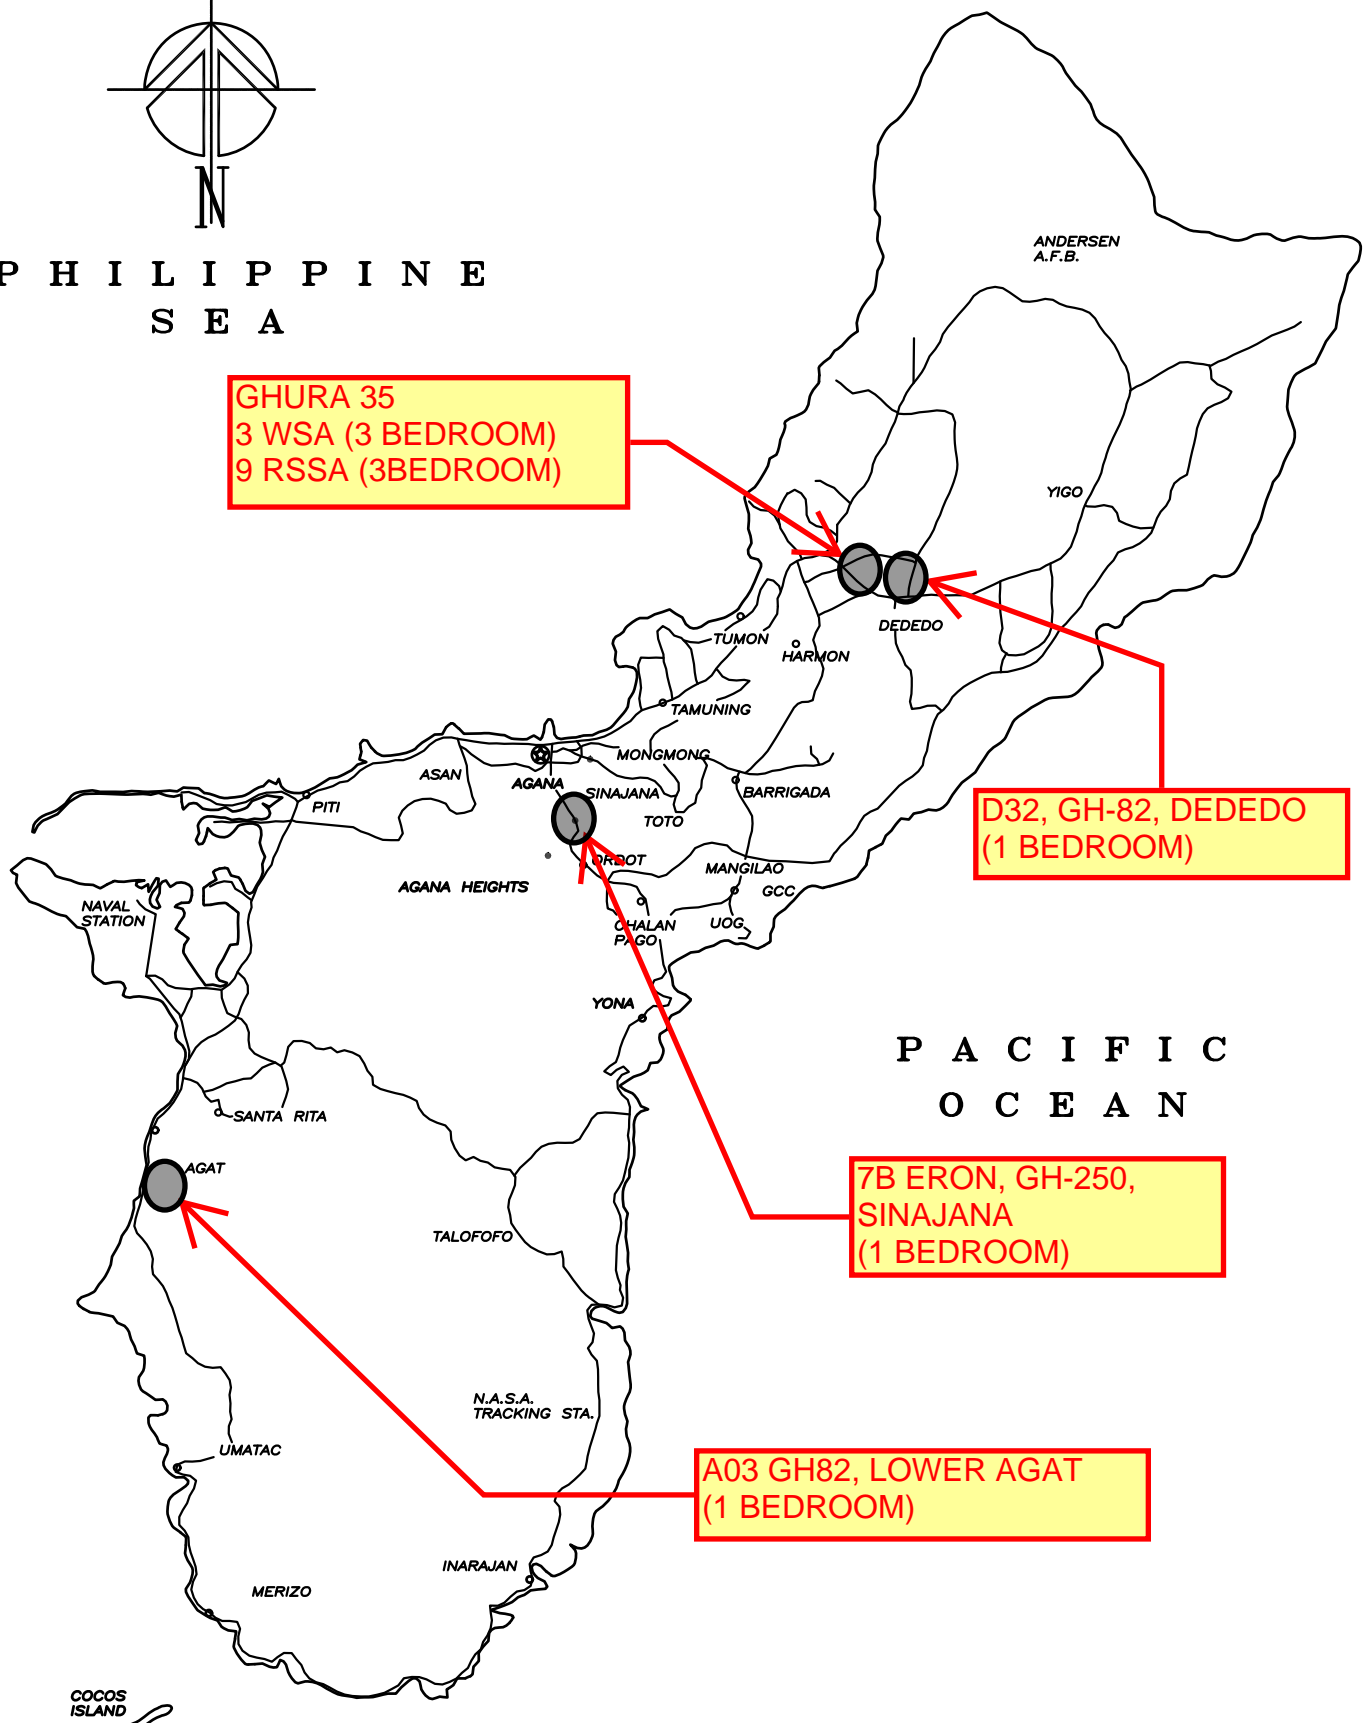 N
PHILIPPINE
SEA
ANDERSEN
A.F.B.
GHURA 35
3 WSA (3 BEDROOM)
9 RSSA (3BEDROOM)
YIGO
DEDEDO
TUMON
HARMON
TAMUNING
MONGMONG
ASAN
AGANA
SINAJANA
BARRIGADA
PITI
TOTO
D32, GH-82, DEDEDO
(1 BEDROOM)
ORDOT
MANGILAO
AGANA HEIGHTS
GCC
NAVAL
STATION
CHALAN
PAGO
UOG
YONA
PACIFIC
OCEAN
SANTA RITA
AGAT
7B ERON, GH-250,
SINAJANA
(1 BEDROOM)
TALOFOFO
N.A.S.A.
TRACKING STA.
UMATAC
A03 GH82, LOWER AGAT
(1 BEDROOM)
INARAJAN
MERIZO
COCOS
ISLAND